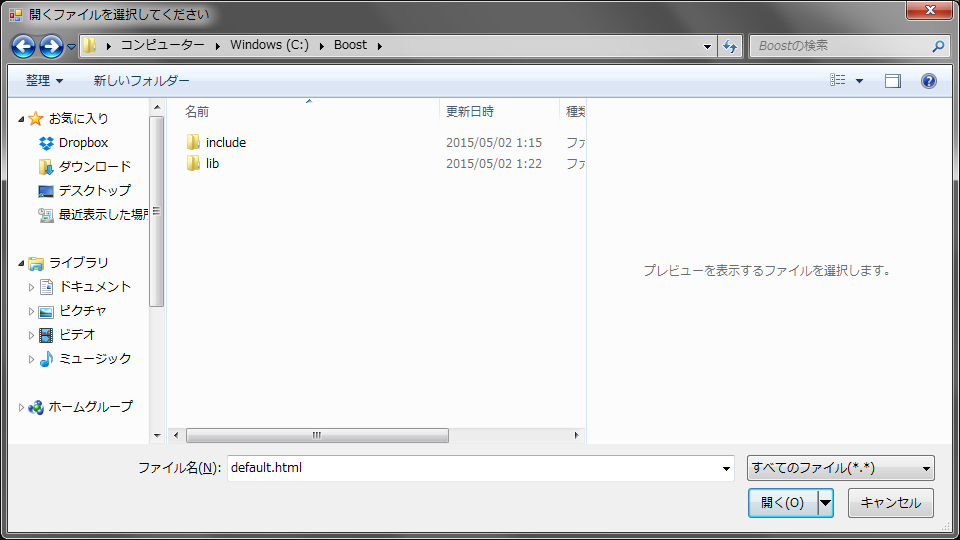 開くファイルを選択してください
コンピューター Windows (C:) Boost
Boostの検索
整理 新しいフォルダー
名前 更新日時 種類
お気に入り
Dropbox
ダウンロード
デスクトップ
最近表示した場所
ライブラリ
ドキュメント
ピクチャ
ビデオ
ミュージック
ホームグループ
include 2015/05/02 1:15 ファ
lib 2015/05/02 1:22 ファ
プレビューを表示するファイルを選択します。
ファイル名(N): default.html
すべてのファイル(*.*)
開く(O) キャンセル